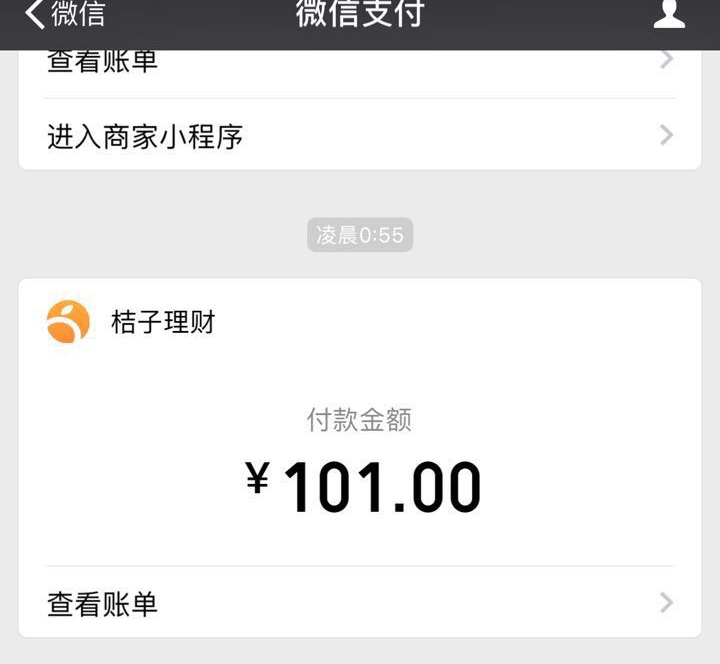 微信
微信支付
查看账单
进入商家小程序
凌晨0:55
桔子理财
付款金额
¥101.00
查看账单